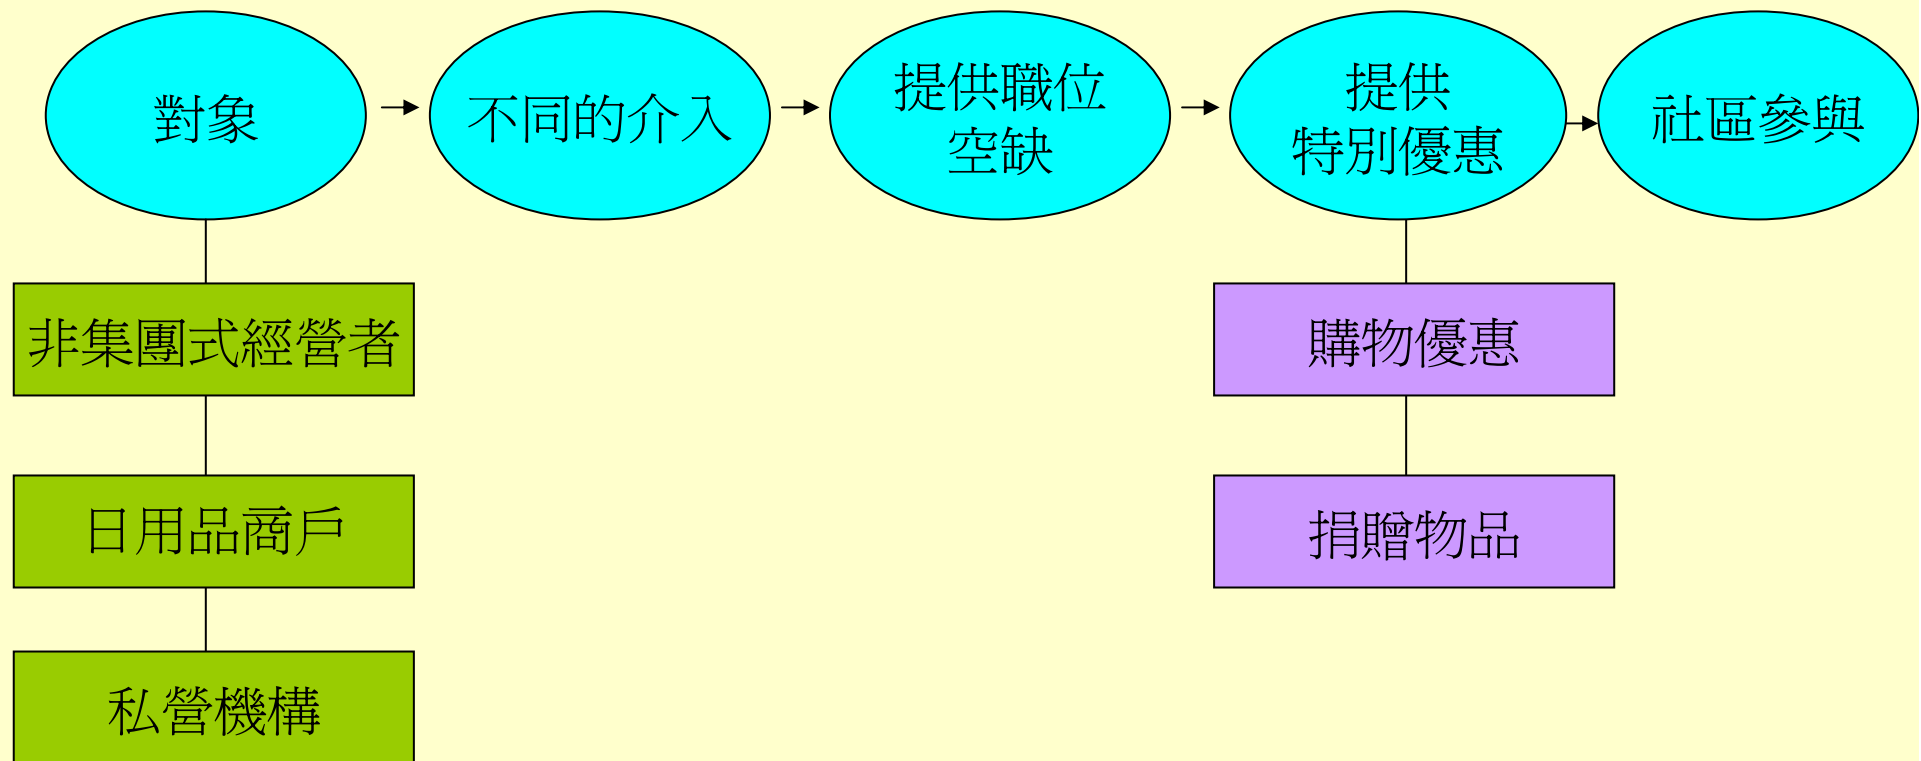 對象
不同的介入
提供職位
空缺
提供
特別優惠
社區參與
非集團式經營者
購物優惠
日用品商戶
捐贈物品
私營機構